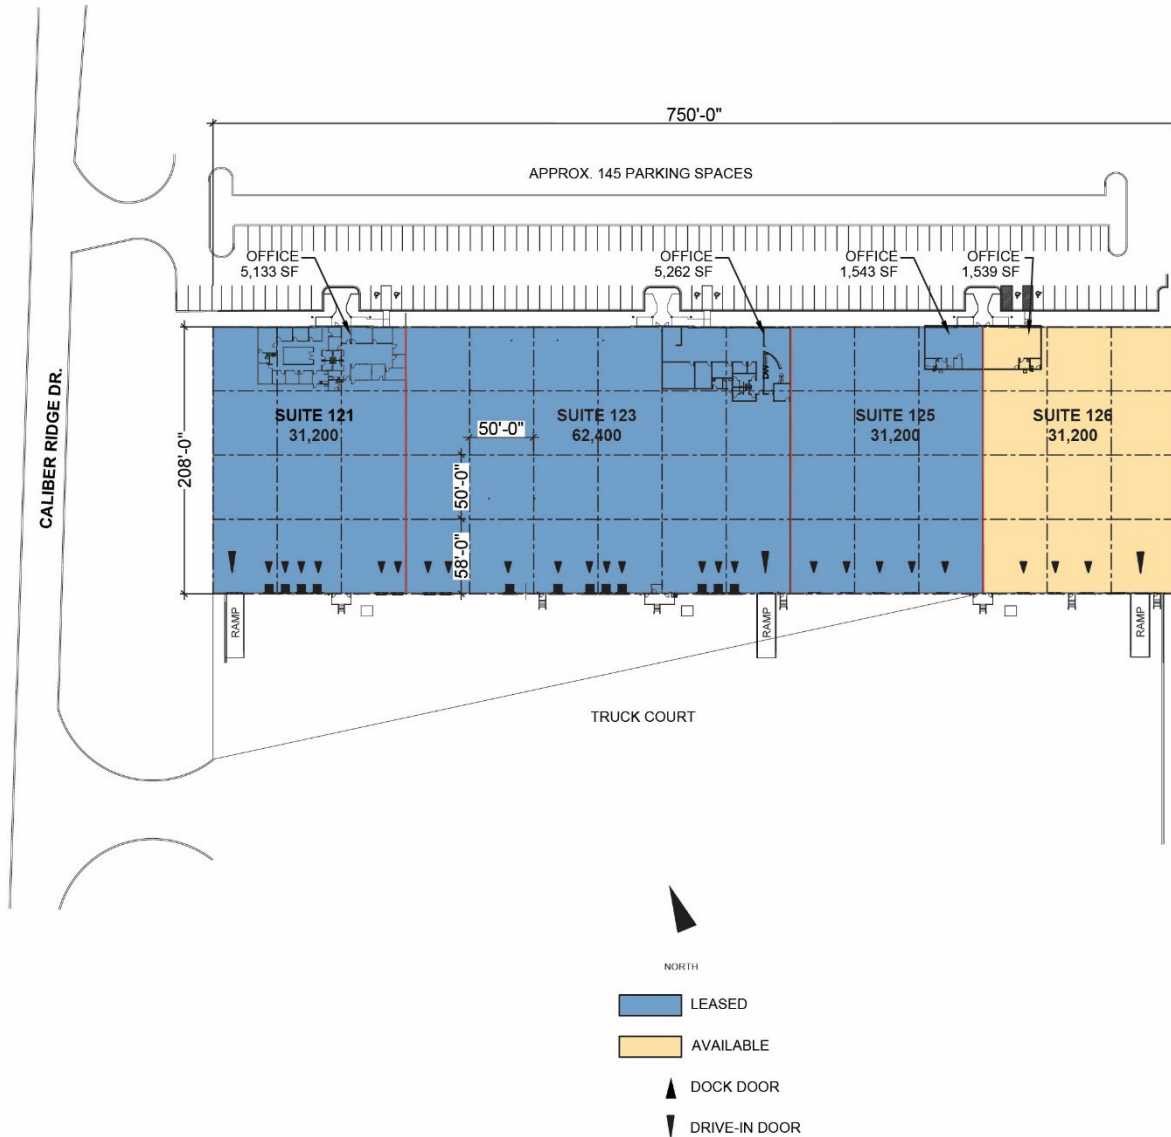 750'-0"
APPROX. 145 PARKING SPACES
OFFICE
5,133 SF
OFFICE
5,262 SF
OFFICE
1,543 SF
OFFICE
1,539 SF
CALIBER RIDGE DR.
208'-0"
DW
SUITE 121
31,200
SUITE 123
62,400
SUITE 125
31,200
SUITE 126
31,200
50'-0"
50'-0"
58'-0"
RAMP
RAMP
RAMP
TRUCK COURT
NORTH
LEASED
AVAILABLE
DOCK DOOR
DRIVE-IN DOOR